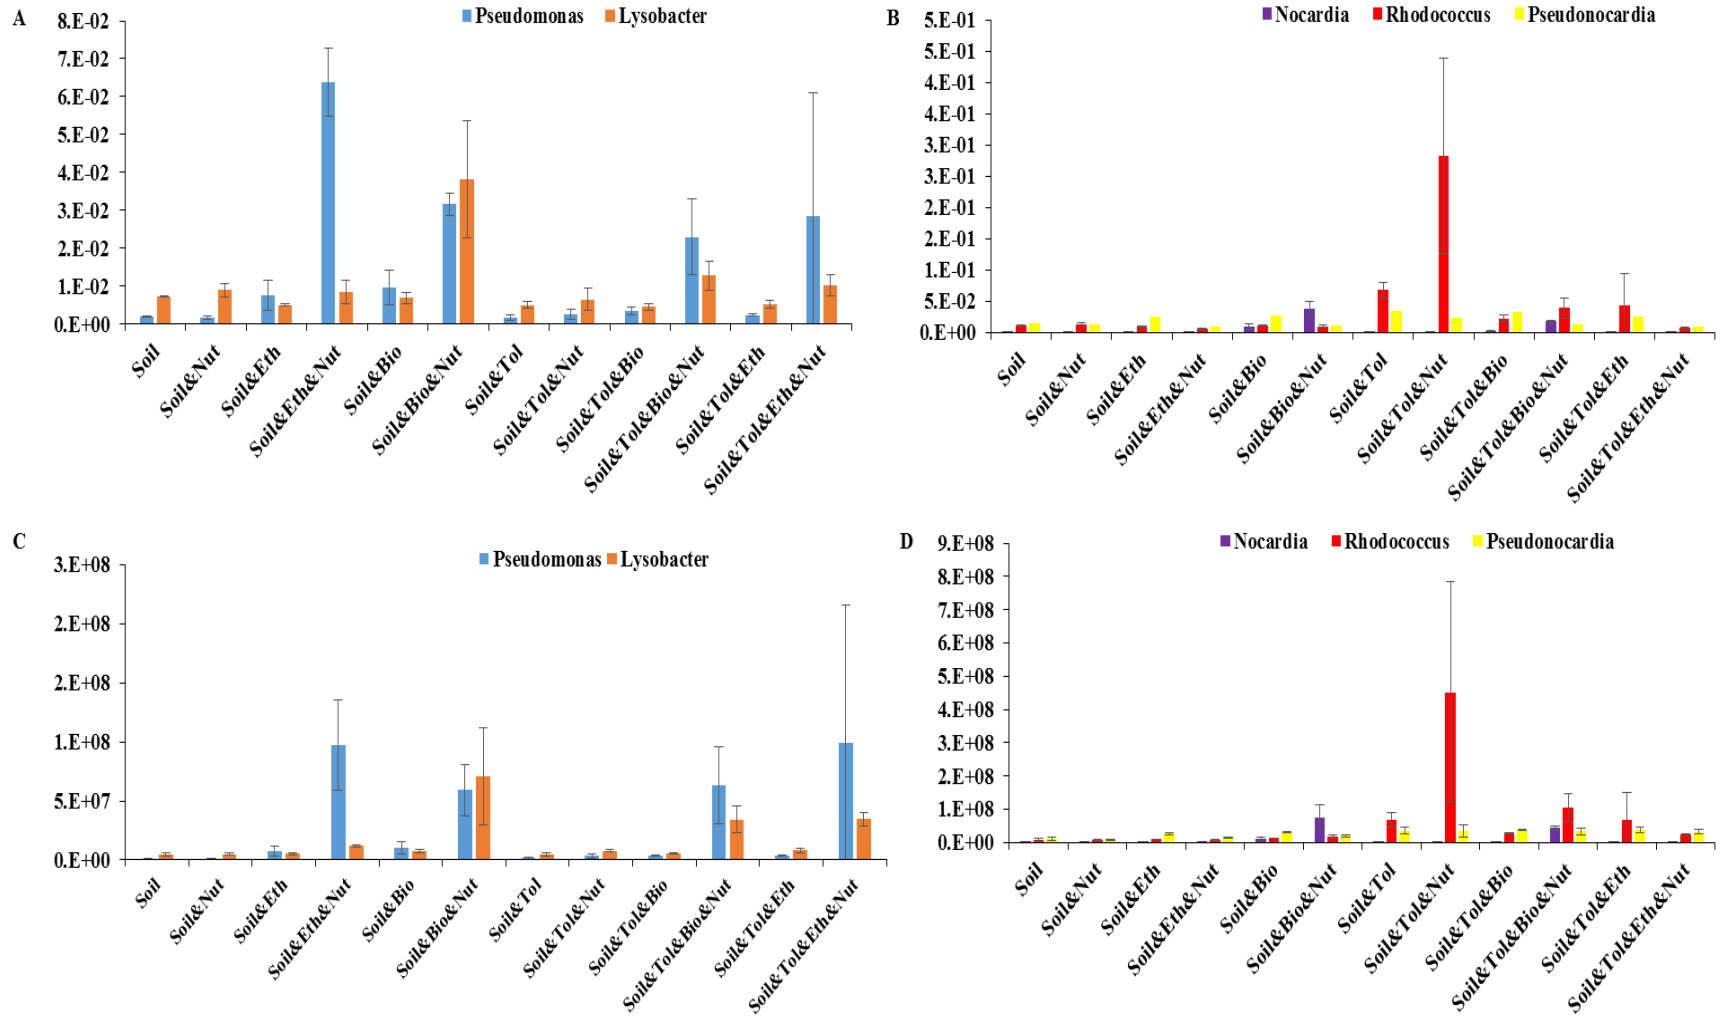 A
Pseudomonas Lysobacter
8.E-02
7.E-02
6.E-02
5.E-02
4.E-02
3.E-02
2.E-02
1.E-02
0.E+00
Soil
Soil&Nut
Soil&Eth
Soil&Eth&Nut
Soil&Bio
Soil&Bio&Nut
Soil&Tol
Soil&Tol&Nut
Soil&Tol&Bio
Soil&Tol&Bio&Nut
Soil&Tol&Eth
Soil&Tol&Eth&Nut
B
Nocardia Rhodococcus Pseudonocardia
5.E-01
5.E-01
4.E-01
4.E-01
3.E-01
3.E-01
2.E-01
2.E-01
1.E-01
5.E-02
0.E+00
Soil
Soil&Nut
Soil&Eth
Soil&Eth&Nut
Soil&Bio
Soil&Bio&Nut
Soil&Tol
Soil&Tol&Nut
Soil&Tol&Bio
Soil&Tol&Bio&Nut
Soil&Tol&Eth
Soil&Tol&Eth&Nut
C
Pseudomonas Lysobacter
3.E+08
2.E+08
2.E+08
1.E+08
5.E+07
0.E+00
Soil
Soil&Nut
Soil&Eth
Soil&Eth&Nut
Soil&Bio
Soil&Bio&Nut
Soil&Tol
Soil&Tol&Nut
Soil&Tol&Bio
Soil&Tol&Bio&Nut
Soil&Tol&Eth
Soil&Tol&Eth&Nut
D
Nocardia Rhodococcus Pseudonocardia
9.E+08
8.E+08
7.E+08
6.E+08
5.E+08
4.E+08
3.E+08
2.E+08
1.E+08
0.E+00
Soil
Soil&Nut
Soil&Eth
Soil&Eth&Nut
Soil&Bio
Soil&Bio&Nut
Soil&Tol
Soil&Tol&Nut
Soil&Tol&Bio
Soil&Tol&Bio&Nut
Soil&Tol&Eth
Soil&Tol&Eth&Nut